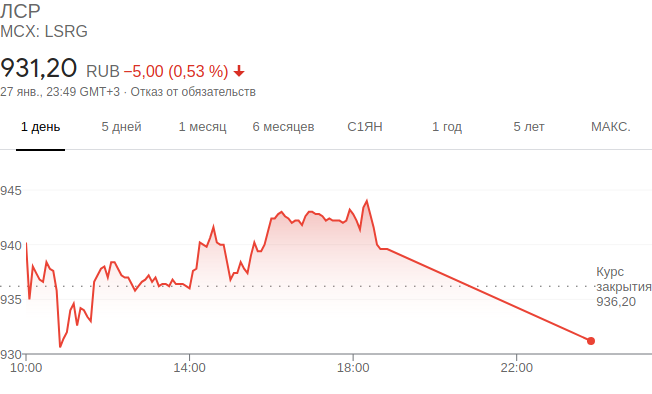 ЛСР
MCX: LSRG
931,20 RUB −5,00 (0,53 %)
27 янв., 23:49 GMT+3 · Отказ от обязательств
1 день 5 дней 1 месяц 6 месяцев С1ЯН 1 год 5 лет МАКС.
945
940
Курс
закрытия
936,20
935
930
10:00 14:00 18:00 22:00